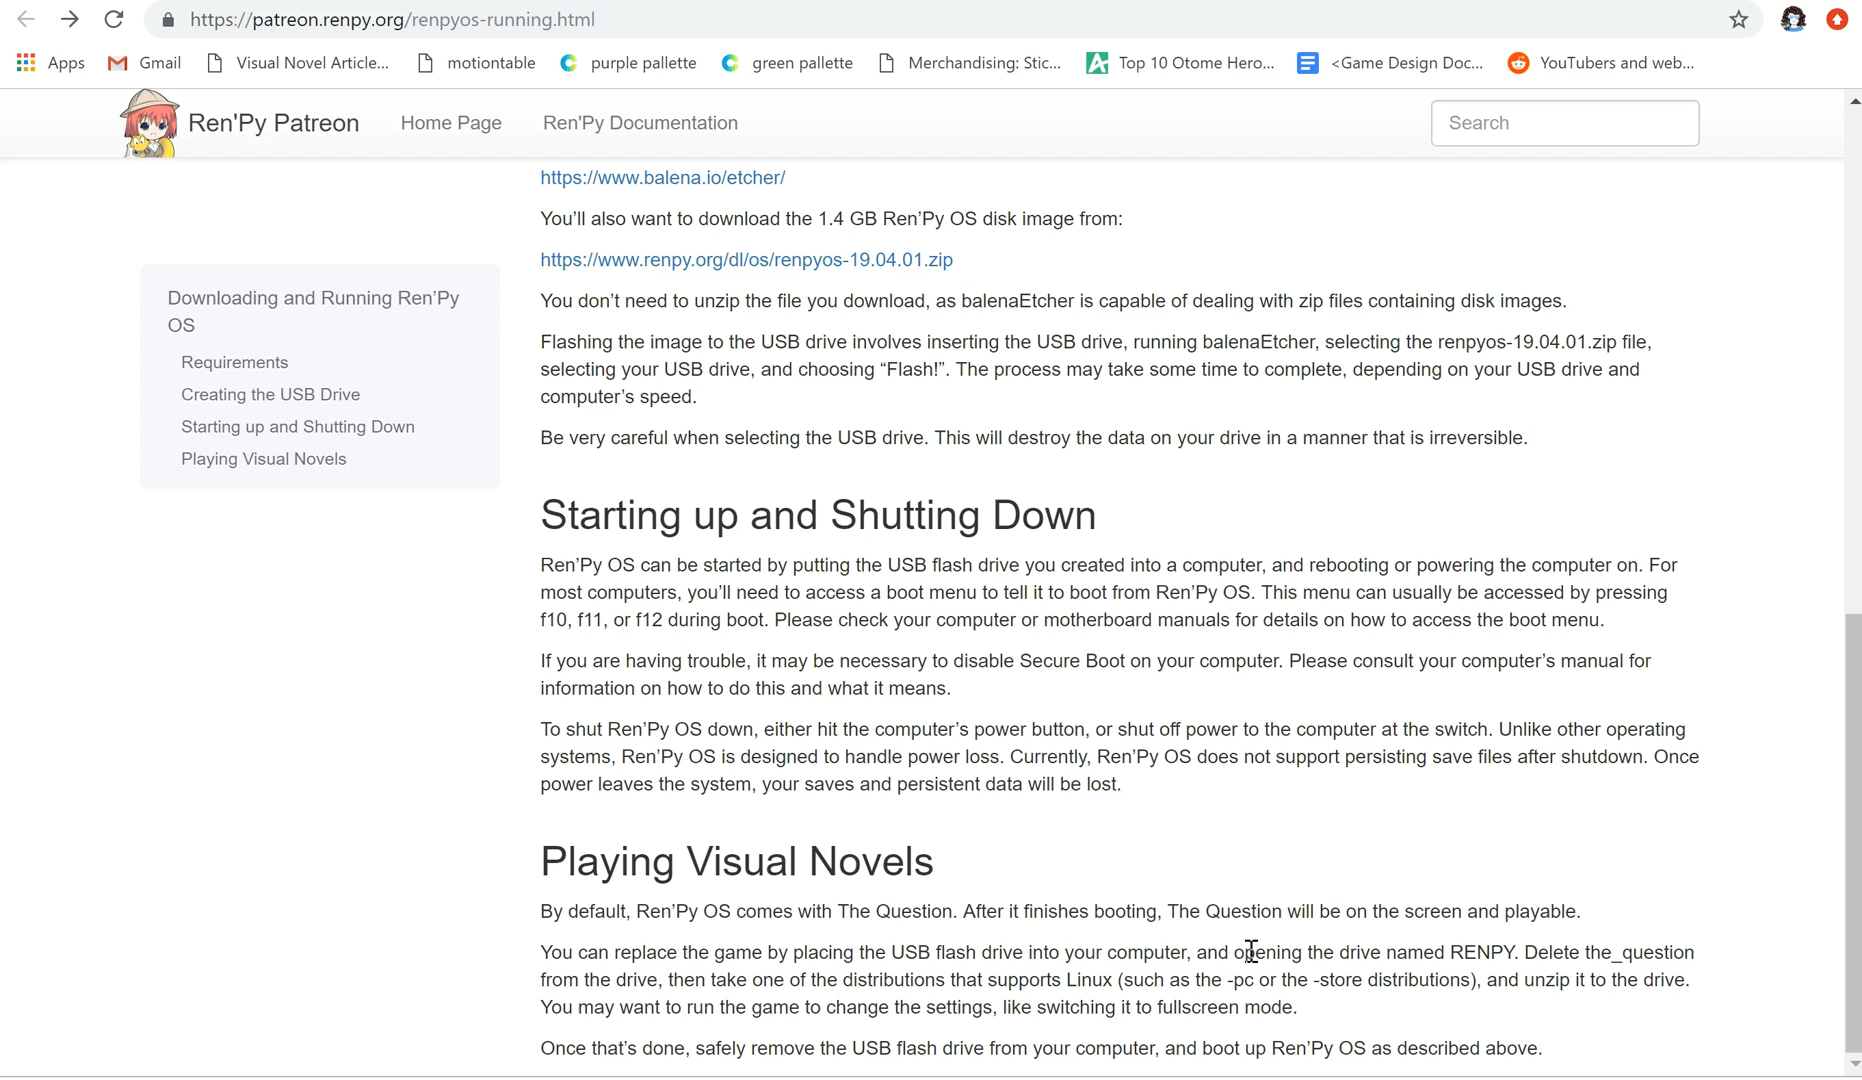 https://patreon.renpy.org/renpyos-running.html
Apps
Gmail
Visual Novel Article...
motiontable
purple pallette
green pallette
Merchandising: Stic...
Top 10 Otome Hero...
<Game Design Doc...
YouTubers and web...
Ren'Py Patreon
Home Page
Ren'Py Documentation
Search
Downloading and Running Ren’Py
OS
Requirements
Creating the USB Drive
Starting up and Shutting Down
Playing Visual Novels
https://www.balena.io/etcher/
You’ll also want to download the 1.4 GB Ren’Py OS disk image from:
https://www.renpy.org/dl/os/renpyos-19.04.01.zip
You don’t need to unzip the file you download, as balenaEtcher is capable of dealing with zip files containing disk images.
Flashing the image to the USB drive involves inserting the USB drive, running balenaEtcher, selecting the renpyos-19.04.01.zip file,
selecting your USB drive, and choosing “Flash!”. The process may take some time to complete, depending on your USB drive and
computer’s speed.
Be very careful when selecting the USB drive. This will destroy the data on your drive in a manner that is irreversible.
Starting up and Shutting Down
Ren’Py OS can be started by putting the USB flash drive you created into a computer, and rebooting or powering the computer on. For
most computers, you’ll need to access a boot menu to tell it to boot from Ren’Py OS. This menu can usually be accessed by pressing
f10, f11, or f12 during boot. Please check your computer or motherboard manuals for details on how to access the boot menu.
If you are having trouble, it may be necessary to disable Secure Boot on your computer. Please consult your computer’s manual for
information on how to do this and what it means.
To shut Ren’Py OS down, either hit the computer’s power button, or shut off power to the computer at the switch. Unlike other operating
systems, Ren’Py OS is designed to handle power loss. Currently, Ren’Py OS does not support persisting save files after shutdown. Once
power leaves the system, your saves and persistent data will be lost.
Playing Visual Novels
By default, Ren’Py OS comes with The Question. After it finishes booting, The Question will be on the screen and playable.
You can replace the game by placing the USB flash drive into your computer, and opening the drive named RENPY. Delete the_question
from the drive, then take one of the distributions that supports Linux (such as the -pc or the -store distributions), and unzip it to the drive.
You may want to run the game to change the settings, like switching it to fullscreen mode.
Once that’s done, safely remove the USB flash drive from your computer, and boot up Ren’Py OS as described above.